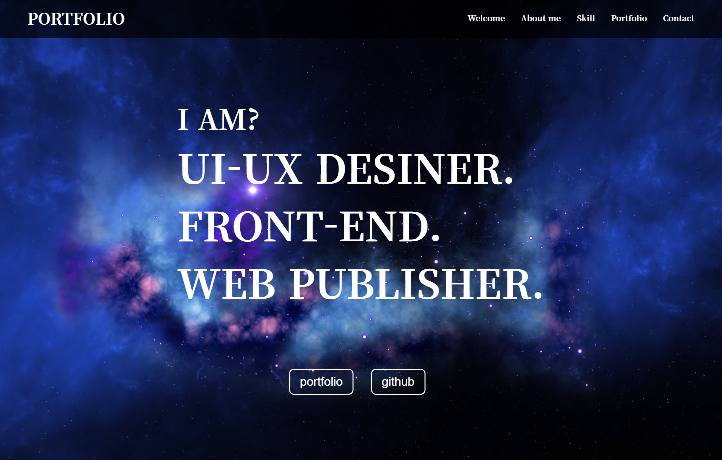 PORTFOLIO
Welcome About me Skill Portfolio Contact
I AM?
UI-UX DESINER.
FRONT-END.
WEB PUBLISHER.
portfolio github